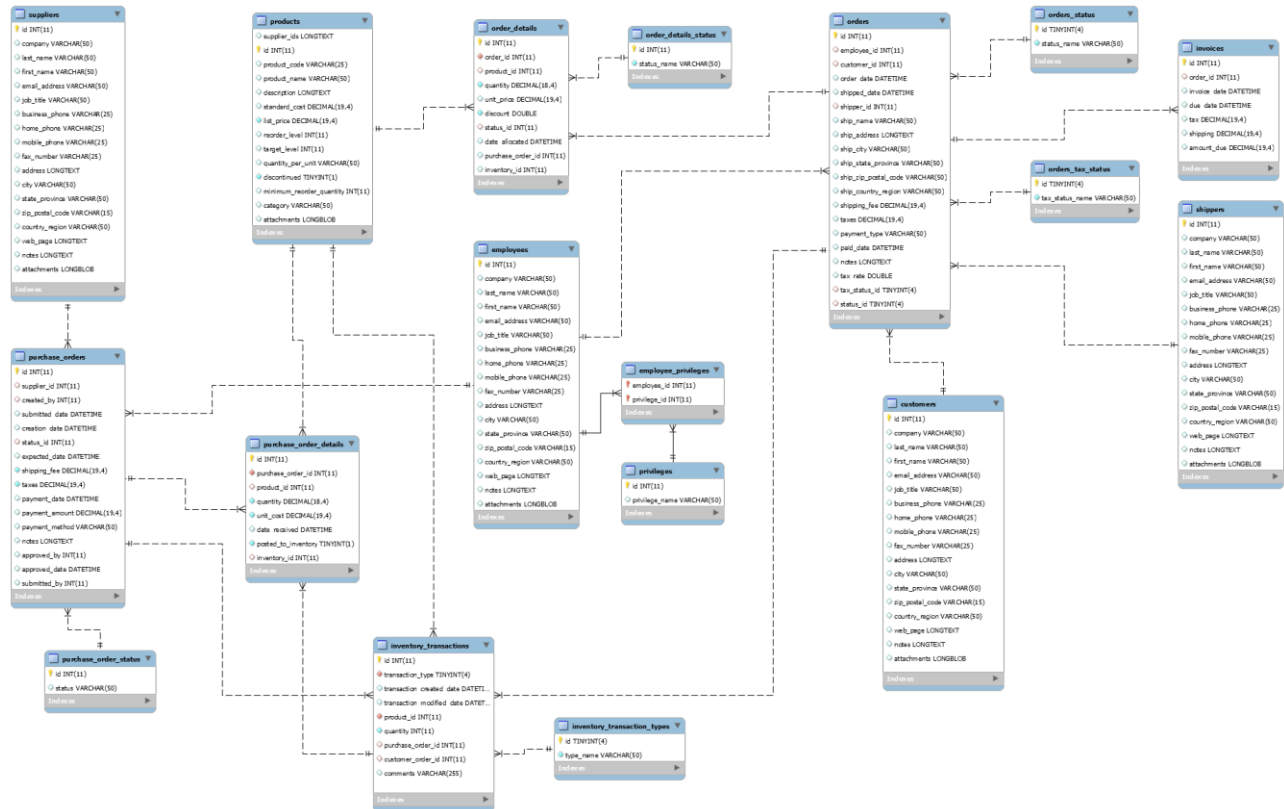 suppliers
id INT(11)
company VARCHAR(50)
last_name VARCHAR(50)
first_name VARCHAR(50)
email_address VARCHAR(50)
job_title VARCHAR(50)
business_phone VARCHAR(25)
home_phone VARCHAR(25)
mobile_phone VARCHAR(25)
fax_number VARCHAR(25)
address LONGTEXT
city VARCHAR(50)
state_province VARCHAR(50)
zip_postal_code VARCHAR(15)
country_region VARCHAR(50)
web_page LONGTEXT
notes LONGTEXT
attachments LONGBLOB
Indexes
products
supplier_ids LONGTEXT
id INT(11)
product_code VARCHAR(25)
product_name VARCHAR(50)
description LONGTEXT
standard_cost DECIMAL(19,4)
list_price DECIMAL(19,4)
reorder_level INT(11)
target_level INT(11)
quantity_per_unit VARCHAR(50)
discontinued TINYINT(1)
minimum_reorder_quantity INT(11)
category VARCHAR(50)
attachments LONGBLOB
Indexes
order_details
id INT(11)
order_id INT(11)
product_id INT(11)
quantity DECIMAL(18,4)
unit_price DECIMAL(19,4)
discount DOUBLE
status_id INT(11)
date_allocated DATETIME
purchase_order_id INT(11)
inventory_id INT(11)
Indexes
order_details_status
id INT(11)
status_name VARCHAR(50)
Indexes
orders
id INT(11)
employee_id INT(11)
customer_id INT(11)
order_date DATETIME
shipped_date DATETIME
shipper_id INT(11)
ship_name VARCHAR(50)
ship_address LONGTEXT
ship_city VARCHAR(50)
ship_state_province VARCHAR(50)
ship_zip_postal_code VARCHAR(50)
ship_country_region VARCHAR(50)
shipping_fee DECIMAL(19,4)
taxes DECIMAL(19,4)
payment_type VARCHAR(50)
paid_date DATETIME
notes LONGTEXT
tax_rate DOUBLE
tax_status_id TINYINT(4)
status_id TINYINT(4)
Indexes
orders_status
id TINYINT(4)
status_name VARCHAR(50)
Indexes
invoices
id INT(11)
order_id INT(11)
invoice_date DATETIME
due_date DATETIME
tax DECIMAL(19,4)
shipping DECIMAL(19,4)
amount_due DECIMAL(19,4)
Indexes
orders_tax_status
id TINYINT(4)
tax_status_name VARCHAR(50)
Indexes
shippers
id INT(11)
company VARCHAR(50)
last_name VARCHAR(50)
first_name VARCHAR(50)
email_address VARCHAR(50)
job_title VARCHAR(50)
business_phone VARCHAR(25)
home_phone VARCHAR(25)
mobile_phone VARCHAR(25)
fax_number VARCHAR(25)
address LONGTEXT
city VARCHAR(50)
state_province VARCHAR(50)
zip_postal_code VARCHAR(15)
country_region VARCHAR(50)
web_page LONGTEXT
notes LONGTEXT
attachments LONGBLOB
Indexes
employees
id INT(11)
company VARCHAR(50)
last_name VARCHAR(50)
first_name VARCHAR(50)
email_address VARCHAR(50)
job_title VARCHAR(50)
business_phone VARCHAR(25)
home_phone VARCHAR(25)
mobile_phone VARCHAR(25)
fax_number VARCHAR(25)
address LONGTEXT
city VARCHAR(50)
state_province VARCHAR(50)
zip_postal_code VARCHAR(15)
country_region VARCHAR(50)
web_page LONGTEXT
notes LONGTEXT
attachments LONGBLOB
Indexes
purchase_orders
id INT(11)
supplier_id INT(11)
created_by INT(11)
submitted_date DATETIME
creation_date DATETIME
status_id INT(11)
expected_date DATETIME
shipping_fee DECIMAL(19,4)
taxes DECIMAL(19,4)
payment_date DATETIME
payment_amount DECIMAL(19,4)
payment_method VARCHAR(50)
notes LONGTEXT
approved_by INT(11)
approved_date DATETIME
submitted_by INT(11)
Indexes
employee_privileges
employee_id INT(11)
privilege_id INT(11)
Indexes
privileges
id INT(11)
privilege_name VARCHAR(50)
Indexes
customers
id INT(11)
company VARCHAR(50)
last_name VARCHAR(50)
first_name VARCHAR(50)
email_address VARCHAR(50)
job_title VARCHAR(50)
business_phone VARCHAR(25)
home_phone VARCHAR(25)
mobile_phone VARCHAR(25)
fax_number VARCHAR(25)
address LONGTEXT
city VARCHAR(50)
state_province VARCHAR(50)
zip_postal_code VARCHAR(15)
country_region VARCHAR(50)
web_page LONGTEXT
notes LONGTEXT
attachments LONGBLOB
Indexes
purchase_order_details
id INT(11)
purchase_order_id INT(11)
product_id INT(11)
quantity DECIMAL(18,4)
unit_cost DECIMAL(19,4)
date_received DATETIME
posted_to_inventory TINYINT(1)
inventory_id INT(11)
Indexes
purchase_order_status
id INT(11)
status VARCHAR(50)
Indexes
inventory_transactions
id INT(11)
transaction_type TINYINT(4)
transaction_created_date DATETI...
transaction_modified_date DATET...
product_id INT(11)
quantity INT(11)
purchase_order_id INT(11)
customer_order_id INT(11)
comments VARCHAR(255)
Indexes
inventory_transaction_types
id TINYINT(4)
type_name VARCHAR(50)
Indexes